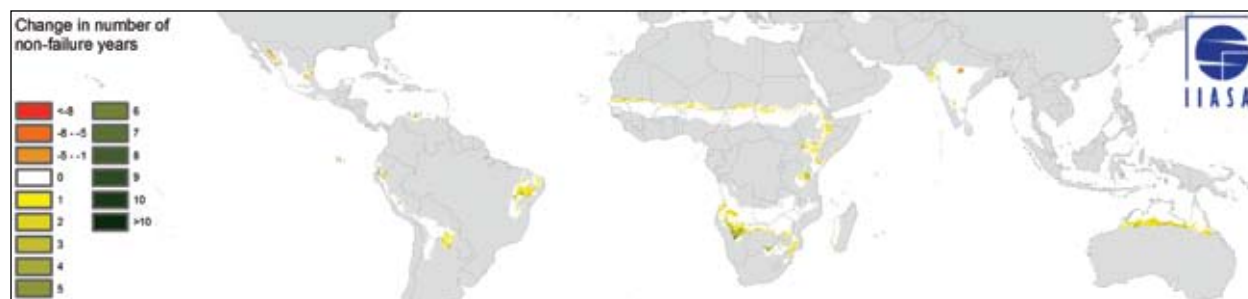 Change in number of
non-failure years
<-8
-8 - -5
-5 - -1
0
1
2
3
4
5
6
7
8
9
10
>10
IIASA